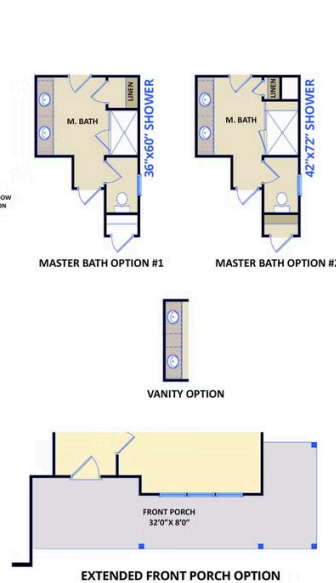 LINEN
M. BATH
36"x60" SHOWER
MASTER BATH OPTION #1
LINEN
M. BATH
42"x72" SHOWER
MASTER BATH OPTION #2
VANITY OPTION
FRONT PORCH
32'0"X 8'0"
EXTENDED FRONT PORCH OPTION